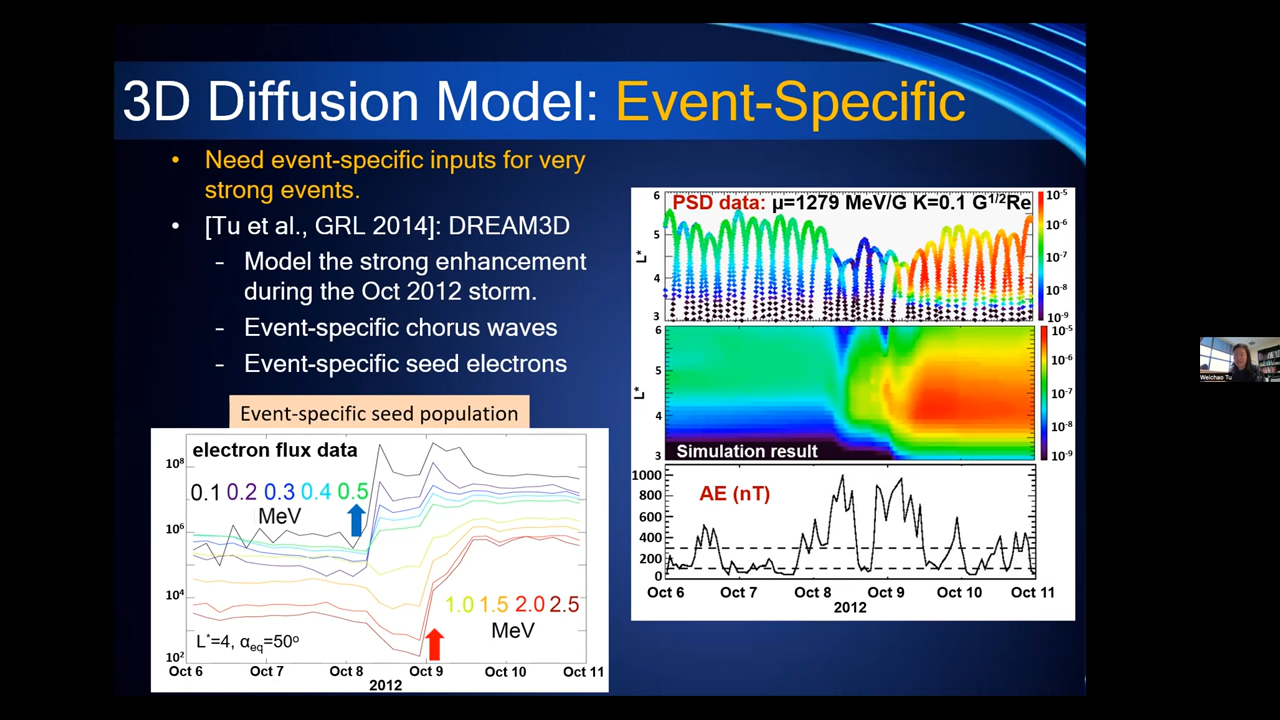 3D Diffusion Model: Event-Specific
• Need event-specific inputs for very
strong events.
• [Tu et al., GRL 2014]: DREAM3D
- Model the strong enhancement
during the Oct 2012 storm.
- Event-specific chorus waves
- Event-specific seed electrons
Event-specific seed population
electron flux data
10⁸
0.1 0.2 0.3 0.4 0.5
MeV
10⁶
10⁴
1.0 1.5 2.0 2.5
MeV
L*=4, αeq=50º
10²
Oct 6 Oct 7 Oct 8 Oct 9 Oct 10 Oct 11
2012
PSD data: μ=1279 MeV/G K=0.1 G1/2Re
6
5
4
3
L*
10⁻⁵
10⁻⁶
10⁻⁷
10⁻⁸
10⁻⁹
6
5
4
3
L*
10⁻⁵
10⁻⁶
10⁻⁷
10⁻⁸
10⁻⁹
Simulation result
AE (nT)
1000
800
600
400
200
0
Oct 6 Oct 7 Oct 8 Oct 9 Oct 10 Oct 11
2012
Weichao Tu